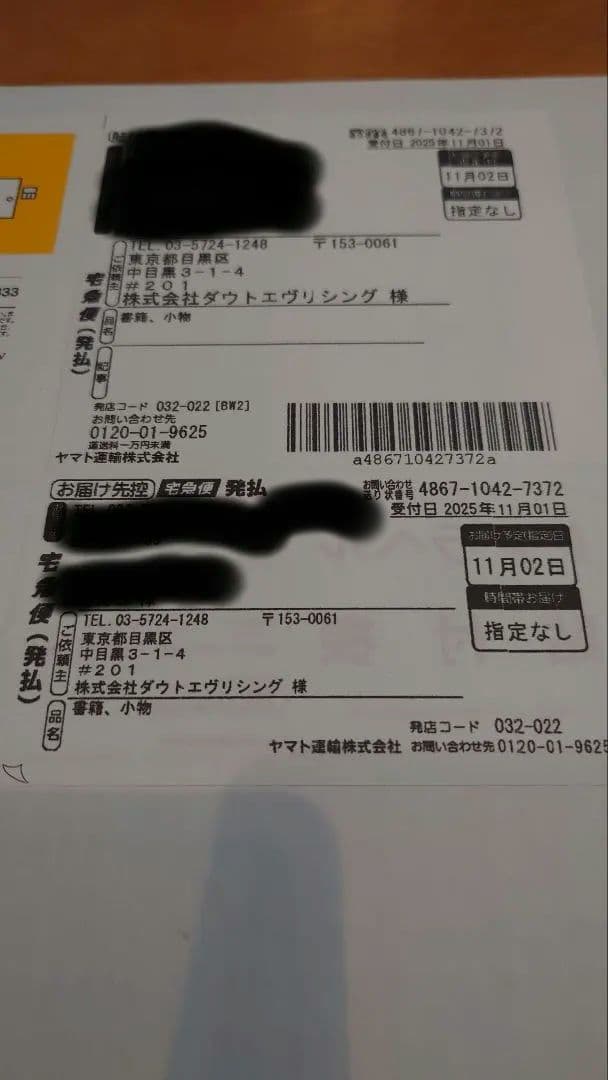 4867-1042-7372
受付日 2025年11月01日
11月02日
指定なし
TEL. 03-5724-1248 〒153-0061
ご依頼主
東京都目黒区
中目黒3-1-4
#201
株式会社ダウトエヴリシング 様
宅急便(発払)
品名
書籍、小物
記事
833
発店コード 032-022[BW2]
お問い合わせ先
0120-01-9625
運送料一万円未満
ヤマト運輸株式会社
a486710427372a
お届け先控 宅急便 発払
お問い合わせ
送り状番号 4867-1042-7372
受付日 2025年11月01日
お届け予定(指定)日
11月02日
時間帯お届け
指定なし
宅急便(発払)
TEL. 03-5724-1248 〒153-0061
ご依頼主
東京都目黒区
中目黒3-1-4
#201
株式会社ダウトエヴリシング 様
品名
書籍、小物
発店コード 032-022
ヤマト運輸株式会社 お問い合わせ先 0120-01-9625